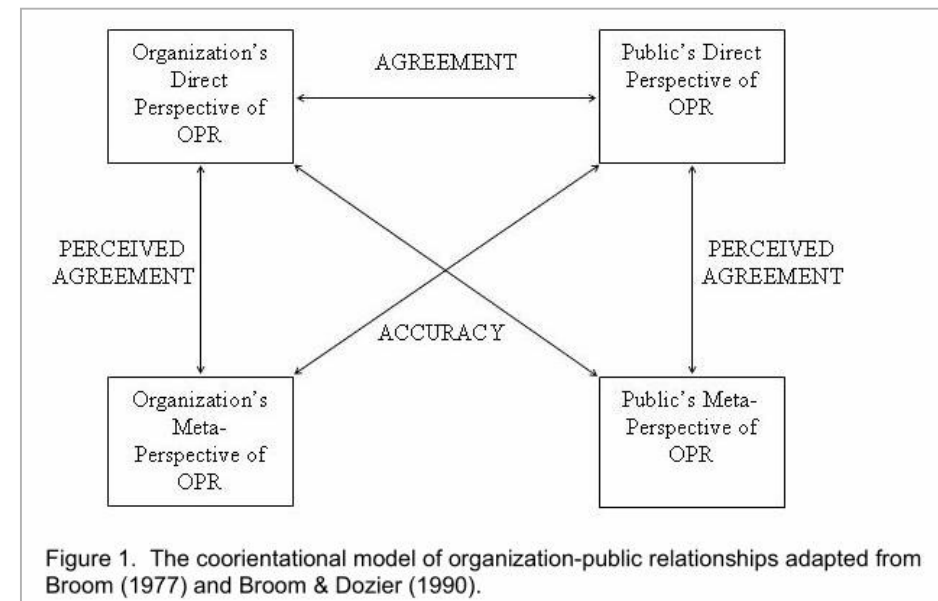 Organization's
Direct
Perspective of
OPR
AGREEMENT
Public's Direct
Perspective of
OPR
PERCEIVED
AGREEMENT
PERCEIVED
AGREEMENT
ACCURACY
Organization's
Meta-
Perspective of
OPR
Public's Meta-
Perspective of
OPR
Figure 1.  The coorientational model of organization-public relationships adapted from
Broom (1977) and Broom & Dozier (1990).